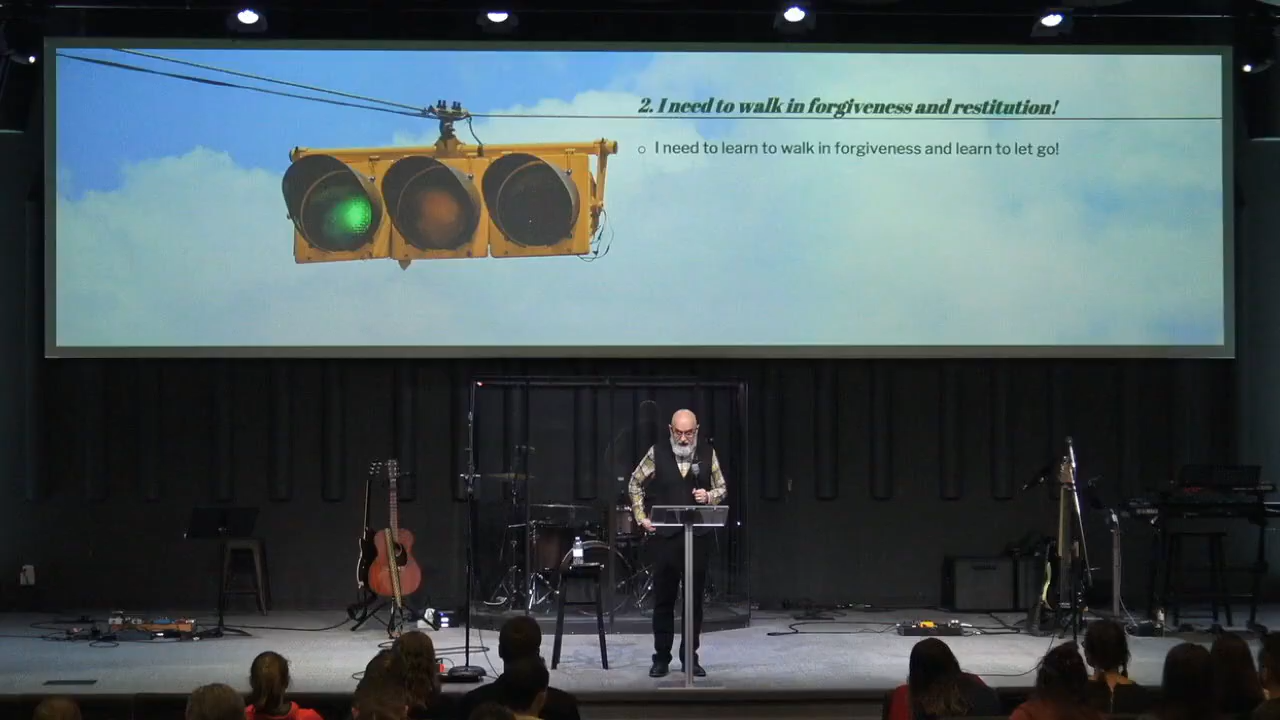 2. I need to walk in forgiveness and restitution!
○ I need to learn to walk in forgiveness and learn to let go!